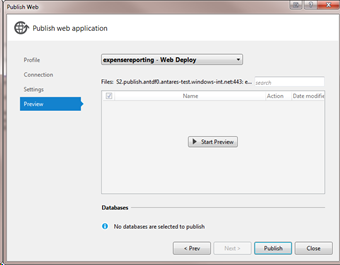 Publish Web
Publish web application
Profile
Connection
Settings
Preview
expensereporting - Web Deploy
Files: S2.publish.antdf0.antares-test.windows-int.net:443: e...
search
Name Action Date modifie
Start Preview
Databases
No databases are selected to publish
< Prev Next > Publish Close